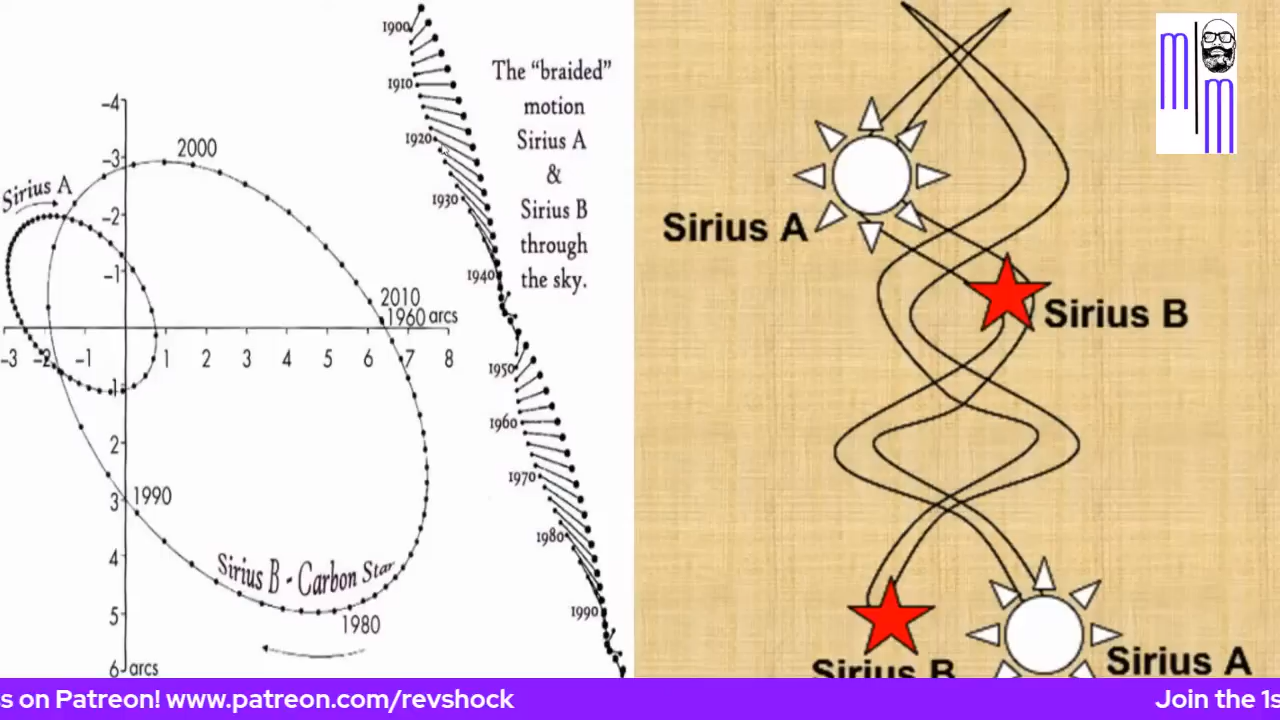 1900
1910
1920
1930
1940
1950
1960
1970
1980
1990
The "braided"
motion
Sirius A
&
Sirius B
through
the sky.
-4
-3
-2
-1
1
2
3
4
5
6 arcs
-3 -2 -1 1 2 3 4 5 6 7 8
2000
Sirius A
2010
1960 arcs
1990
Sirius B - Carbon Star
1980
Sirius A
Sirius B
Sirius B
Sirius A
m m
s on Patreon! www.patreon.com/revshock
Join the 1s